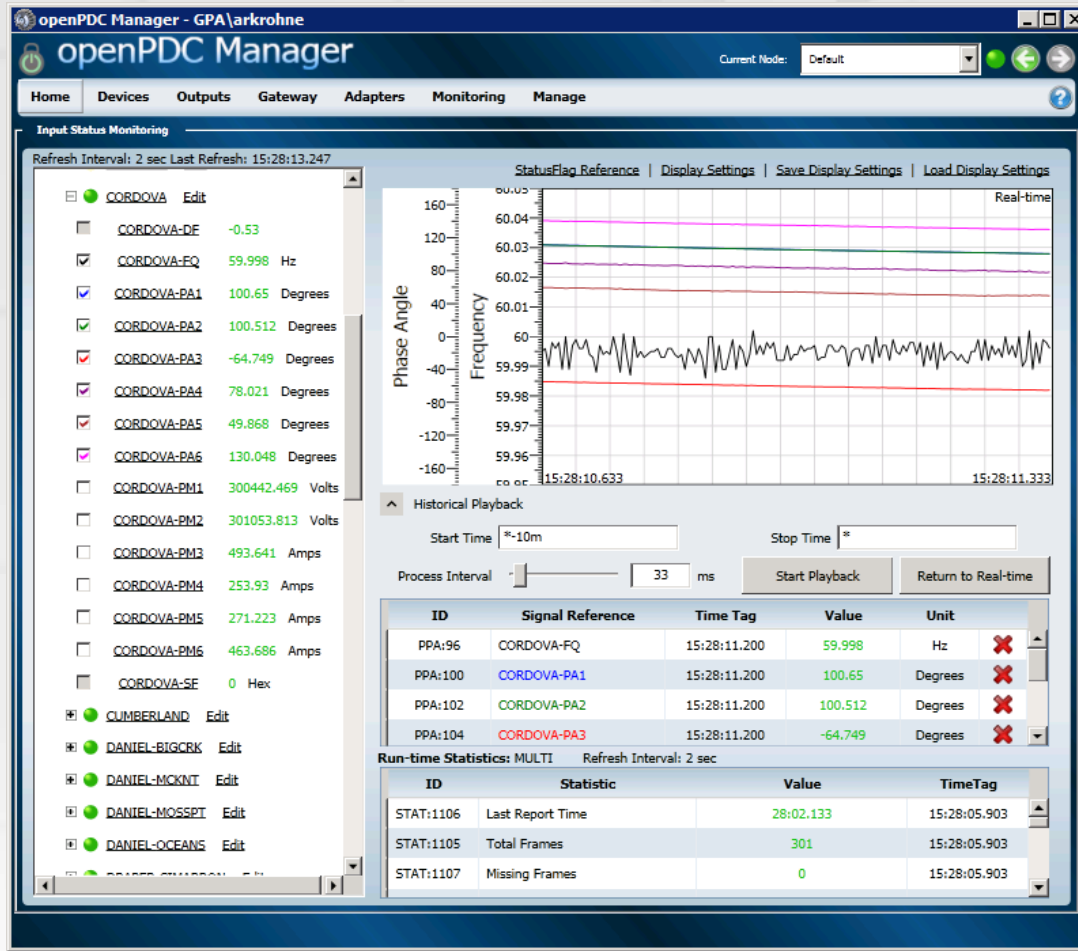 openPDC Manager - GPA\arkrohne
openPDC Manager
Current Node: Default
Home Devices Outputs Gateway Adapters Monitoring Manage
Input Status Monitoring
Refresh Interval: 2 sec Last Refresh: 15:28:13.247
CORDOVA Edit
CORDOVA-DF -0.53
CORDOVA-FQ 59.998 Hz
CORDOVA-PA1 100.65 Degrees
CORDOVA-PA2 100.512 Degrees
CORDOVA-PA3 -64.749 Degrees
CORDOVA-PA4 78.021 Degrees
CORDOVA-PA5 49.868 Degrees
CORDOVA-PA6 130.048 Degrees
CORDOVA-PM1 300442.469 Volts
CORDOVA-PM2 301053.813 Volts
CORDOVA-PM3 493.641 Amps
CORDOVA-PM4 253.93 Amps
CORDOVA-PM5 271.223 Amps
CORDOVA-PM6 463.686 Amps
CORDOVA-SF 0 Hex
CUMBERLAND Edit
DANIEL-BIGCRK Edit
DANIEL-MCKNT Edit
DANIEL-MOSSPT Edit
DANIEL-OCEANS Edit
StatusFlag Reference | Display Settings | Save Display Settings | Load Display Settings
Phase Angle
160
120
80
40
0
-40
-80
-120
-160
Frequency
60.05
60.04
60.03
60.02
60.01
60
59.99
59.98
59.97
59.96
59.95
Real-time
15:28:10.633 15:28:11.333
Historical Playback
Start Time *-10m Stop Time *
Process Interval 33 ms Start Playback Return to Real-time
ID Signal Reference Time Tag Value Unit
PPA:96 CORDOVA-FQ 15:28:11.200 59.998 Hz
PPA:100 CORDOVA-PA1 15:28:11.200 100.65 Degrees
PPA:102 CORDOVA-PA2 15:28:11.200 100.512 Degrees
PPA:104 CORDOVA-PA3 15:28:11.200 -64.749 Degrees
Run-time Statistics: MULTI Refresh Interval: 2 sec
ID Statistic Value TimeTag
STAT:1106 Last Report Time 28:02.133 15:28:05.903
STAT:1105 Total Frames 301 15:28:05.903
STAT:1107 Missing Frames 0 15:28:05.903